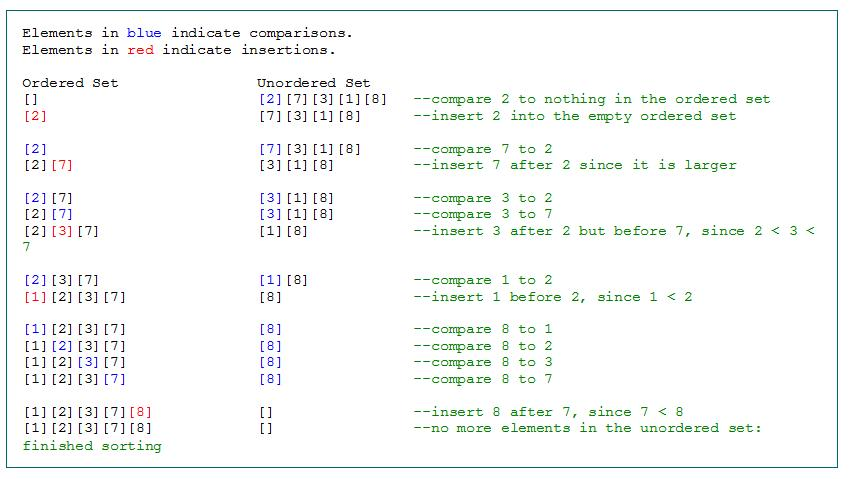 Elements in blue indicate comparisons.
Elements in red indicate insertions.
Ordered Set Unordered Set
[] [2][7][3][1][8] --compare 2 to nothing in the ordered set
[2] [7][3][1][8] --insert 2 into the empty ordered set
[2] [7][3][1][8] --compare 7 to 2
[2][7] [3][1][8] --insert 7 after 2 since it is larger
[2][7] [3][1][8] --compare 3 to 2
[2][7] [3][1][8] --compare 3 to 7
[2][3][7] [1][8] --insert 3 after 2 but before 7, since 2 < 3 <
7
[2][3][7] [1][8] --compare 1 to 2
[1][2][3][7] [8] --insert 1 before 2, since 1 < 2
[1][2][3][7] [8] --compare 8 to 1
[1][2][3][7] [8] --compare 8 to 2
[1][2][3][7] [8] --compare 8 to 3
[1][2][3][7] [8] --compare 8 to 7
[1][2][3][7][8] [] --insert 8 after 7, since 7 < 8
[1][2][3][7][8] [] --no more elements in the unordered set:
finished sorting